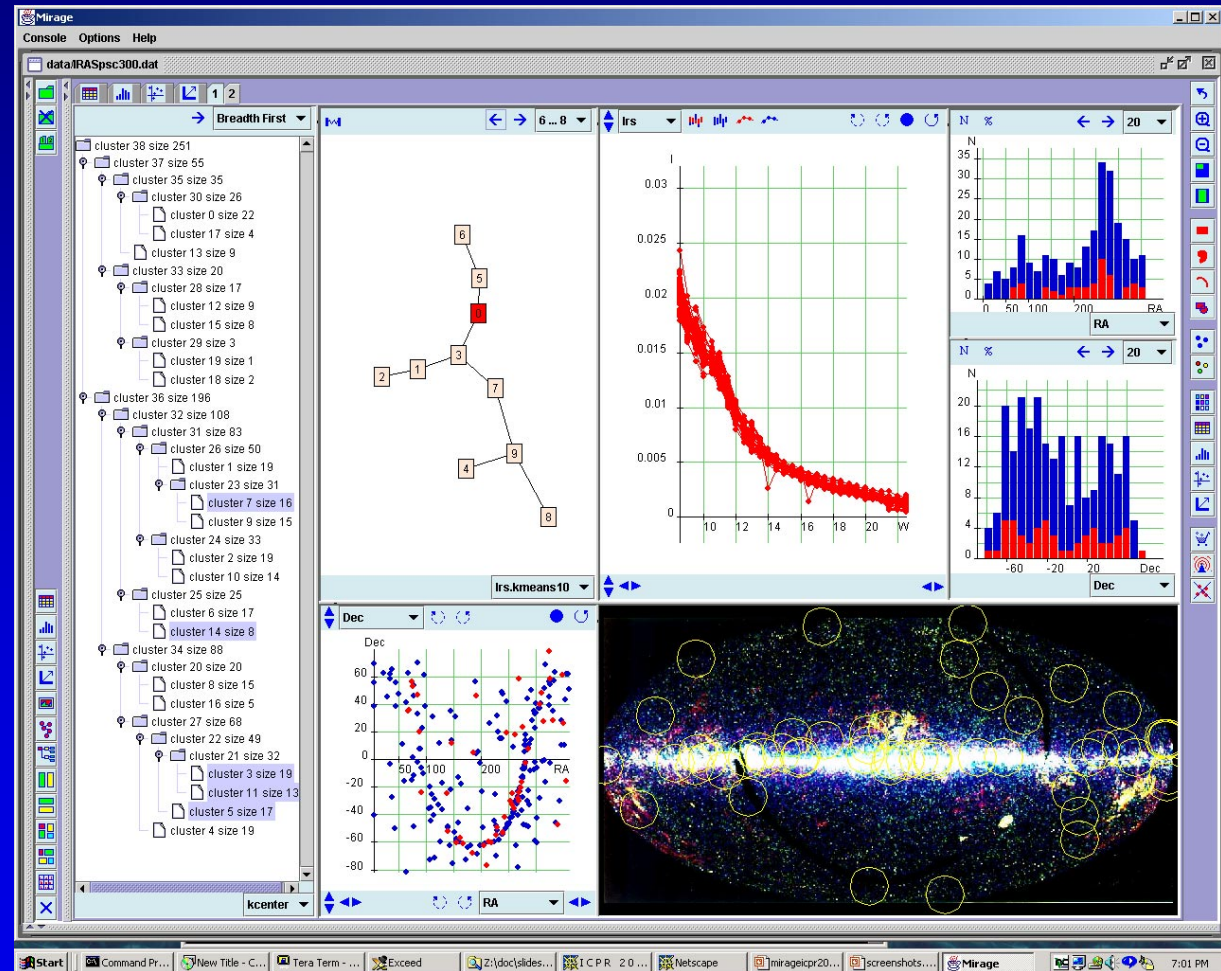 Mirage
Console Options Help
data/IRASpsc300.dat
1 2
Breadth First
cluster 38 size 251
cluster 37 size 55
cluster 35 size 35
cluster 30 size 26
cluster 0 size 22
cluster 17 size 4
cluster 13 size 9
cluster 33 size 20
cluster 28 size 17
cluster 12 size 9
cluster 15 size 8
cluster 29 size 3
cluster 19 size 1
cluster 18 size 2
cluster 36 size 196
cluster 32 size 108
cluster 31 size 83
cluster 26 size 50
cluster 1 size 19
cluster 23 size 31
cluster 7 size 16
cluster 9 size 15
cluster 24 size 33
cluster 2 size 19
cluster 10 size 14
cluster 25 size 25
cluster 6 size 17
cluster 14 size 8
cluster 34 size 88
cluster 20 size 20
cluster 8 size 15
cluster 16 size 5
cluster 27 size 68
cluster 22 size 49
cluster 21 size 32
cluster 3 size 19
cluster 11 size 13
cluster 5 size 17
cluster 4 size 19
kcenter
6 ... 8
6
5
0
3
1
2
7
9
4
8
lrs.kmeans10
lrs
I
0.03
0.025
0.02
0.015
0.01
0.005
0
10 12 14 16 18 20 W
N % 20
N
35
30
25
20
15
10
5
0
0 50 100 200 RA
RA
N % 20
N
20
16
12
8
4
0
-60 -20 20 Dec
Dec
Dec
Dec
60
40
20
0
50 100 200 RA
-20
-40
-60
-80
RA
Start
Command Pr...
New Title - C...
Tera Term - ...
Exceed
Z:\doc\slides...
I C P R 2 0 ...
Netscape
mirageicpr20...
screenshots....
Mirage
7:01 PM